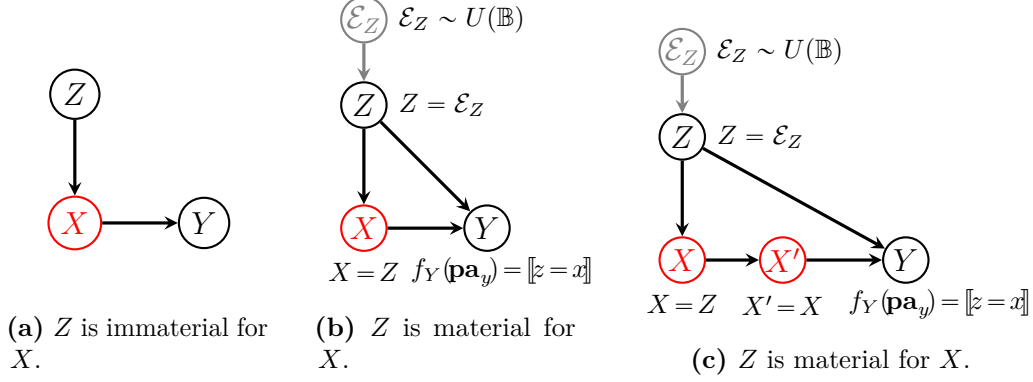 ℰ_Z ℰ_Z ∼ U(𝔹)
Z
Z Z = ℰ_Z
X Y
X Y
X = Z f_Y(pa_y) = ⟦z = x⟧
(a) Z is immaterial for
X.
(b) Z is material for
X.
ℰ_Z ℰ_Z ∼ U(𝔹)
Z Z = ℰ_Z
X X′ Y
X = Z X′ = X f_Y(pa_y) = ⟦z = x⟧
(c) Z is material for X.